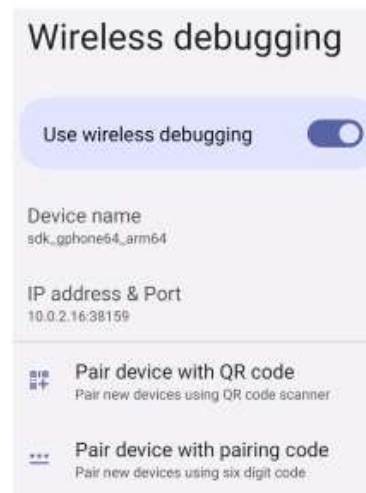 Wireless debugging
Use wireless debugging
Device name
sdk_gphone64_arm64
IP address & Port
10.0.2.16:38159
Pair device with QR code
Pair new devices using QR code scanner
Pair device with pairing code
Pair new devices using six digit code